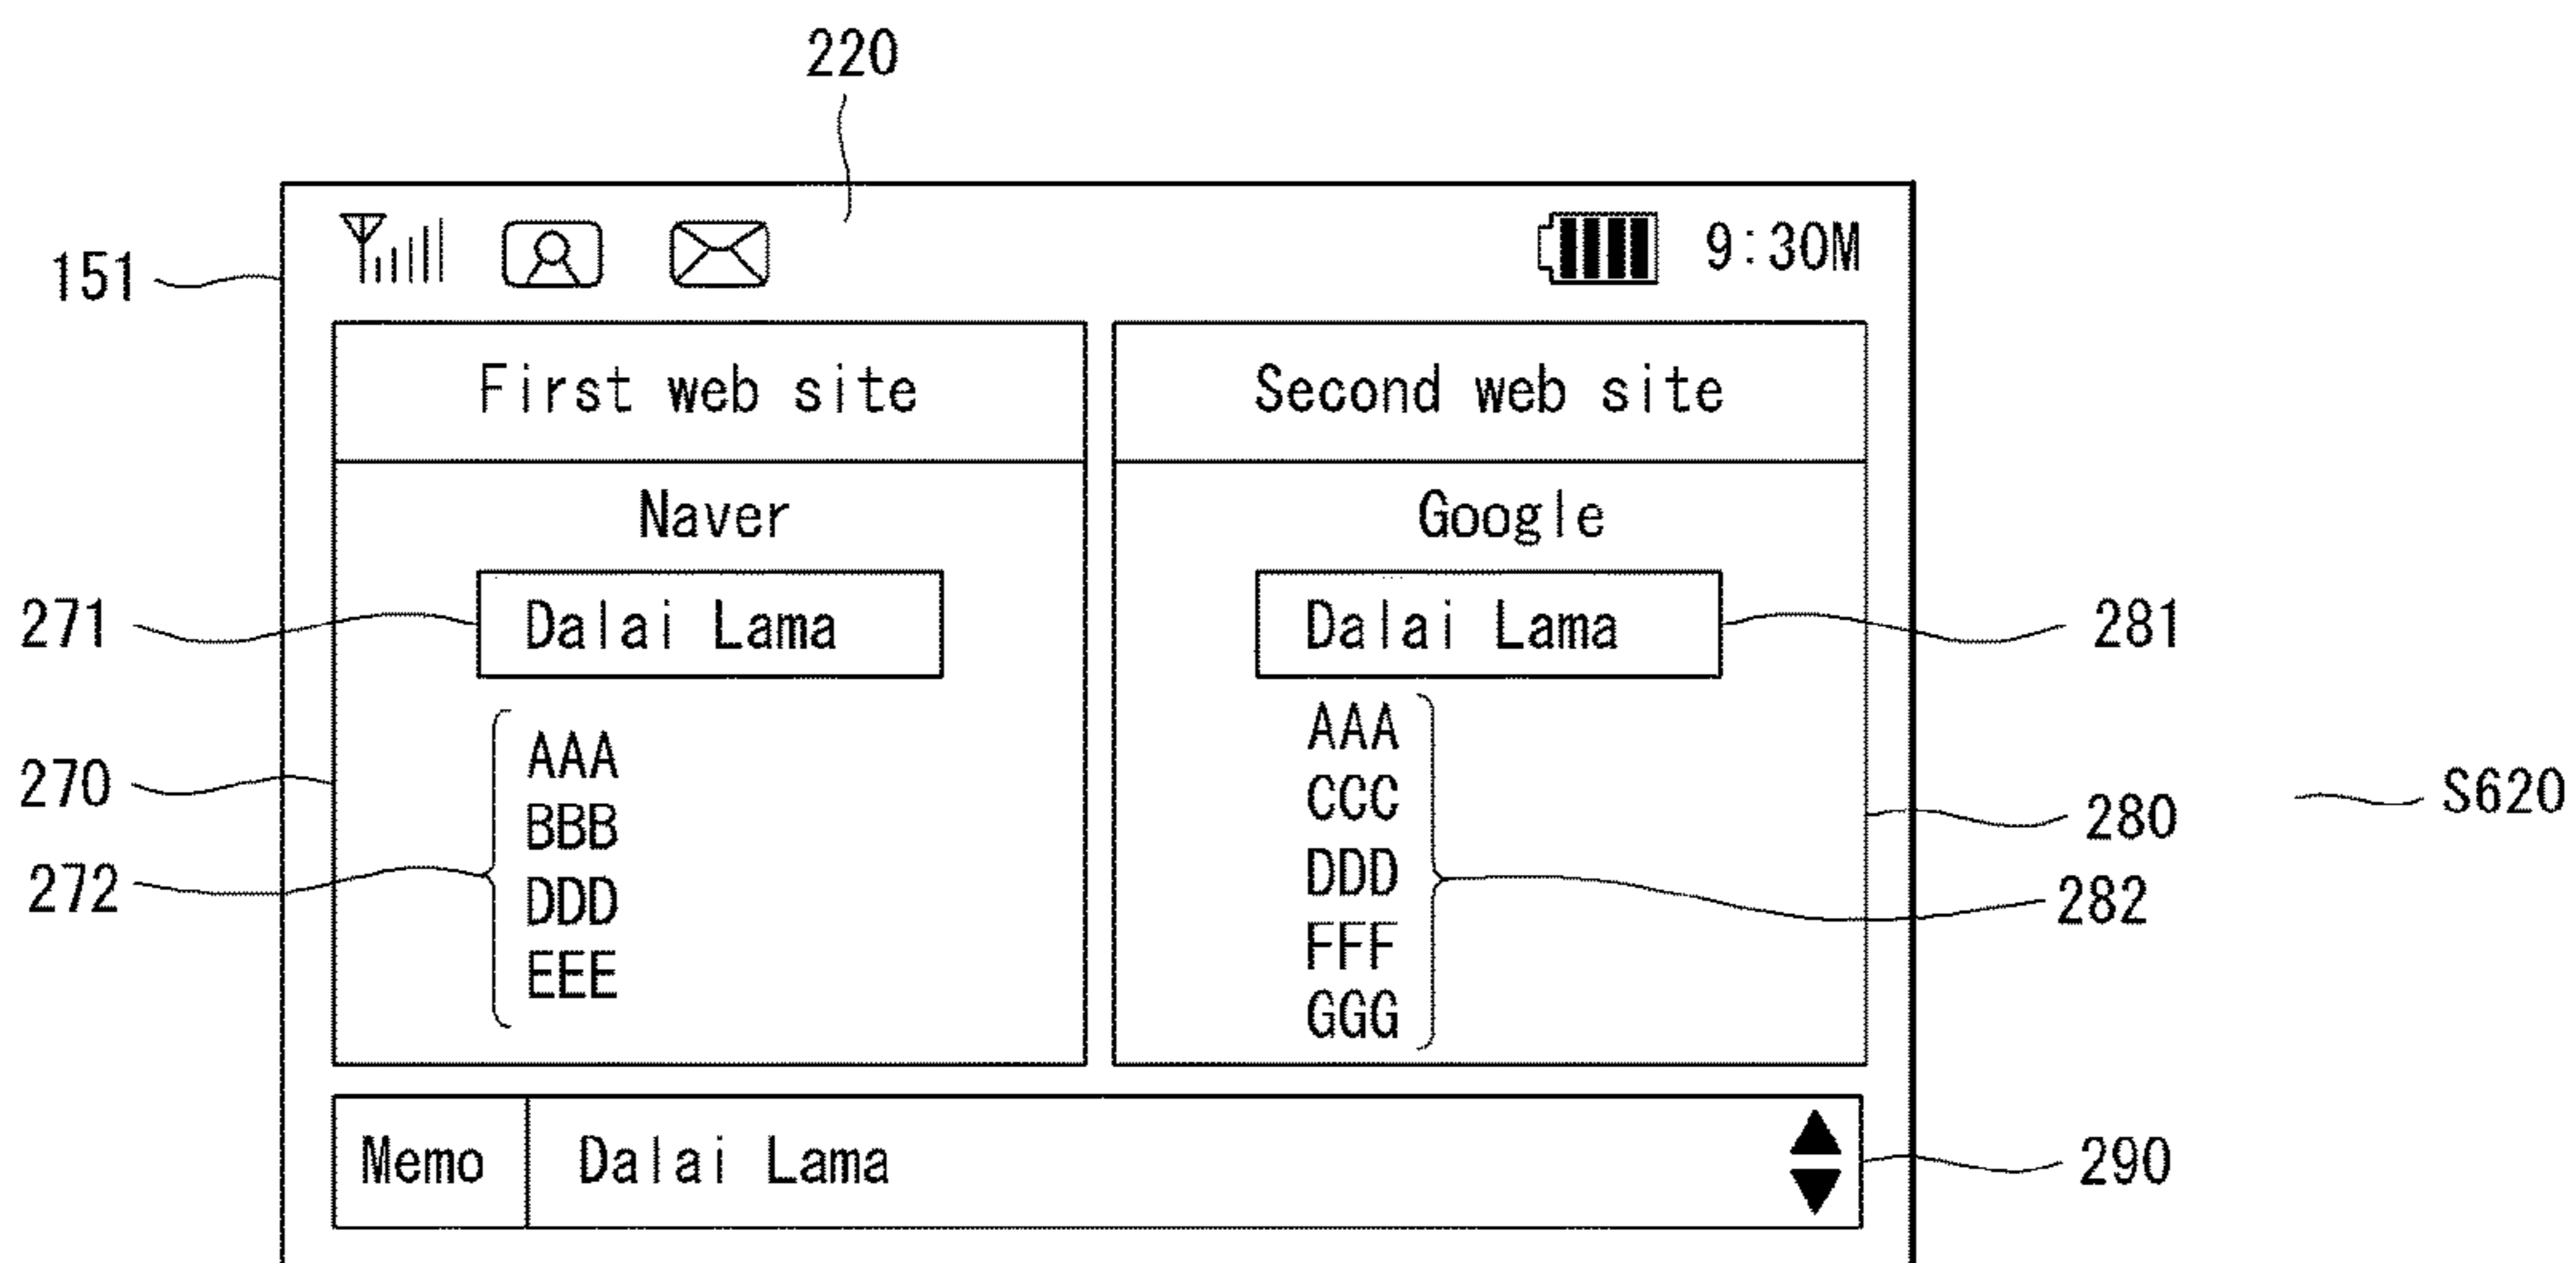 220
151
9:30M
First web site
Second web site
Naver
Google
271
Dalai Lama
Dalai Lama
281
270
272
AAA
BBB
DDD
EEE
AAA
CCC
DDD
FFF
GGG
280
282
S620
Memo
Dalai Lama
290